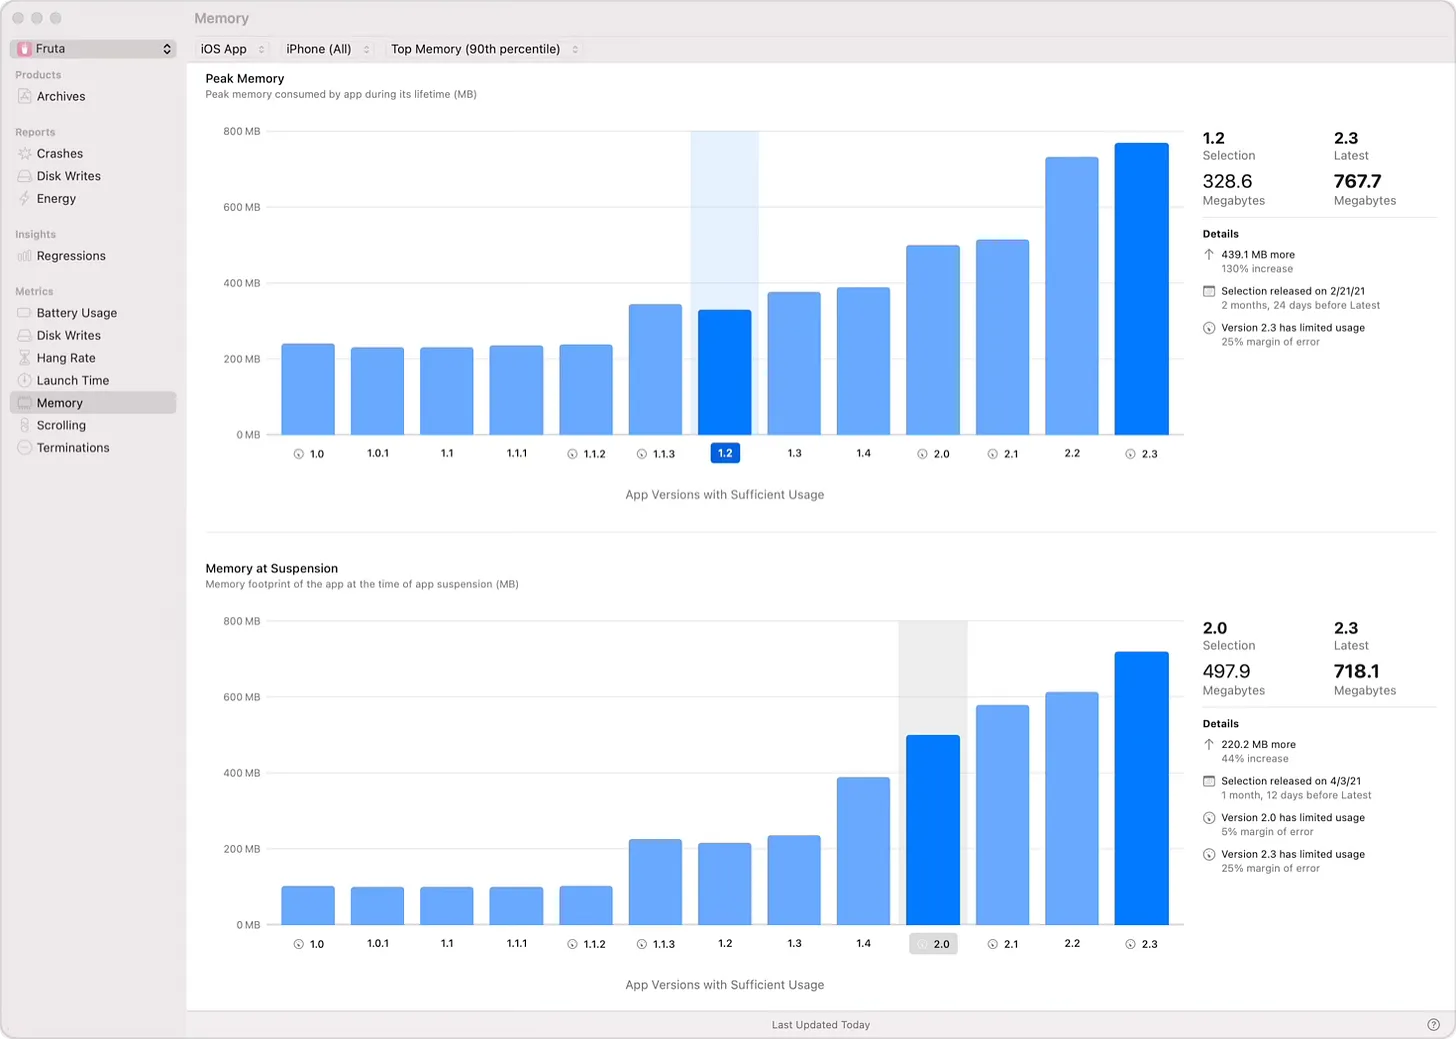 Memory
Fruta
iOS App
iPhone (All)
Top Memory (90th percentile)
Products
Archives
Reports
Crashes
Disk Writes
Energy
Insights
Regressions
Metrics
Battery Usage
Disk Writes
Hang Rate
Launch Time
Memory
Scrolling
Terminations
Peak Memory
Peak memory consumed by app during its lifetime (MB)
800 MB
600 MB
400 MB
200 MB
0 MB
1.0 1.0.1 1.1 1.1.1 1.1.2 1.1.3 1.2 1.3 1.4 2.0 2.1 2.2 2.3
App Versions with Sufficient Usage
1.2 2.3
Selection Latest
328.6 767.7
Megabytes Megabytes
Details
439.1 MB more
130% increase
Selection released on 2/21/21
2 months, 24 days before Latest
Version 2.3 has limited usage
25% margin of error
Memory at Suspension
Memory footprint of the app at the time of app suspension (MB)
800 MB
600 MB
400 MB
200 MB
0 MB
1.0 1.0.1 1.1 1.1.1 1.1.2 1.1.3 1.2 1.3 1.4 2.0 2.1 2.2 2.3
App Versions with Sufficient Usage
2.0 2.3
Selection Latest
497.9 718.1
Megabytes Megabytes
Details
220.2 MB more
44% increase
Selection released on 4/3/21
1 month, 12 days before Latest
Version 2.0 has limited usage
5% margin of error
Version 2.3 has limited usage
25% margin of error
Last Updated Today
?